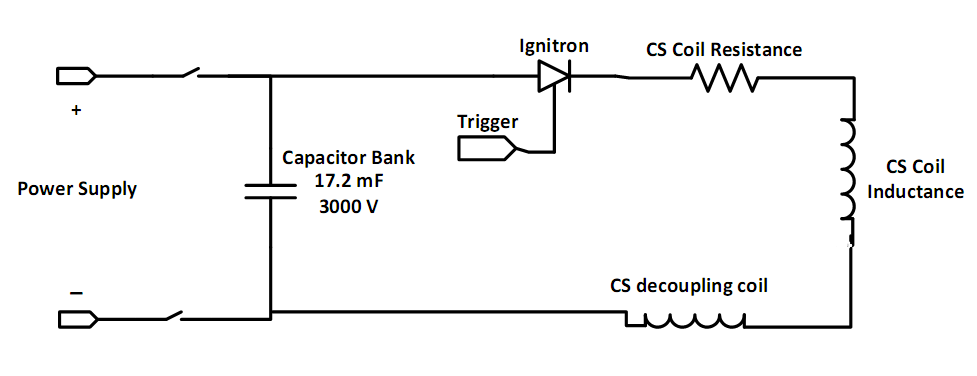 Ignitron
CS Coil Resistance
+
Trigger
Capacitor Bank
17.2 mF
3000 V
Power Supply
CS Coil
Inductance
CS decoupling coil
−